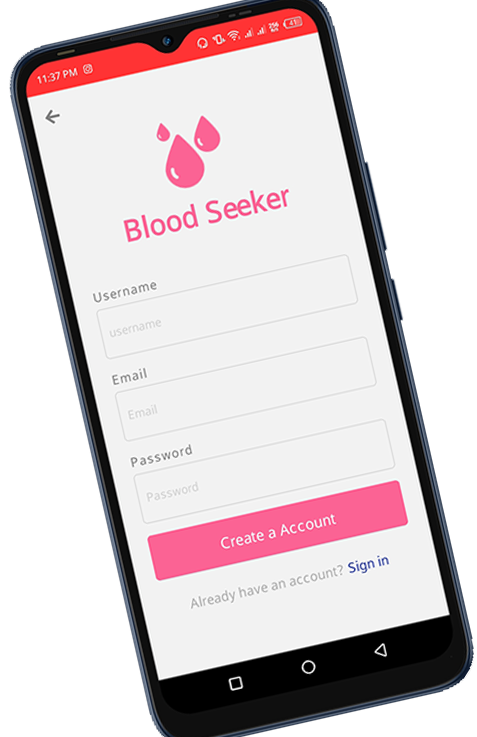 11:37 PM
Blood Seeker
Username
username
Email
Email
Password
Password
Create a Account
Already have an account? Sign in